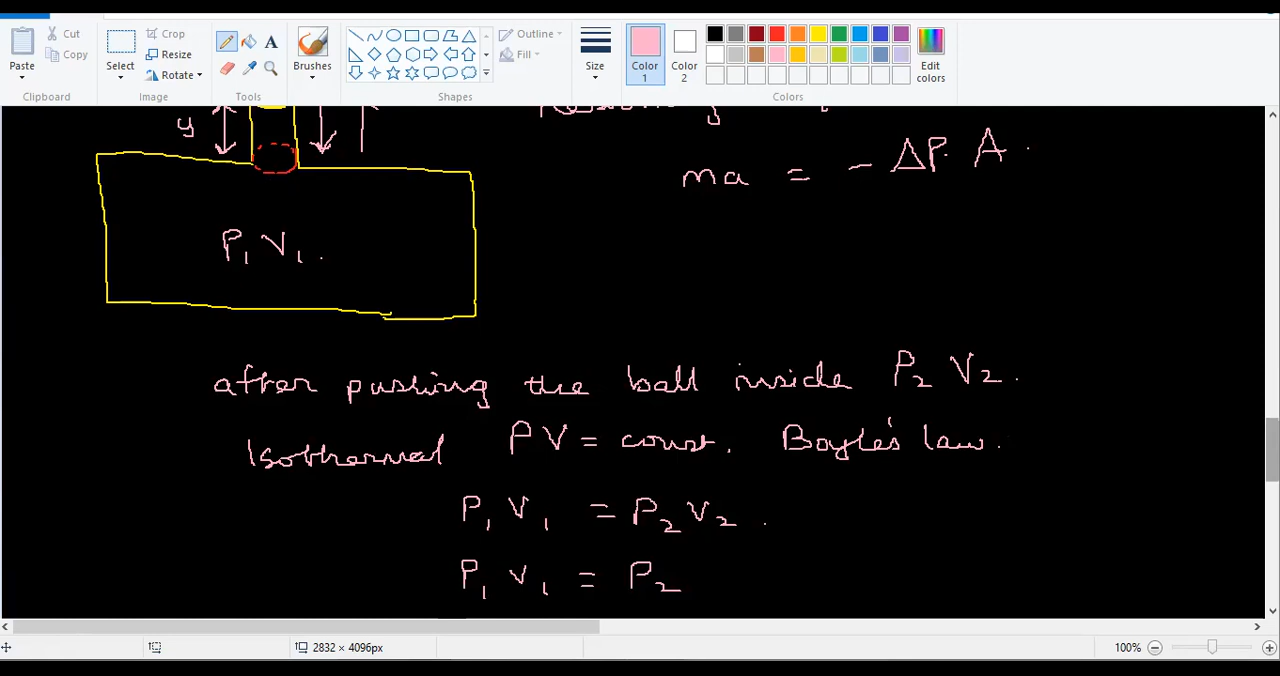 Cut
Copy
Paste
Clipboard
Select
Crop
Resize
Rotate
Image
A
Tools
Brushes
Shapes
Outline
Fill
Size
Color 1
Color 2
Edit colors
Colors
y
ma = - ΔP. A .
P₁ V₁ .
after pushing the ball inside P₂ V₂ .
Isothermal PV = const. Boyle's law.
P₁ V₁ = P₂ V₂ .
P₁ V₁ = P₂
2832 × 4096px
100%